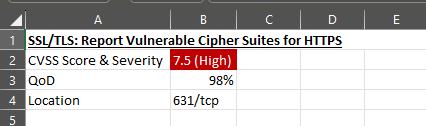 A B C D E
1 SSL/TLS: Report Vulnerable Cipher Suites for HTTPS
2 CVSS Score & Severity 7.5 (High)
3 QoD 98%
4 Location 631/tcp
5